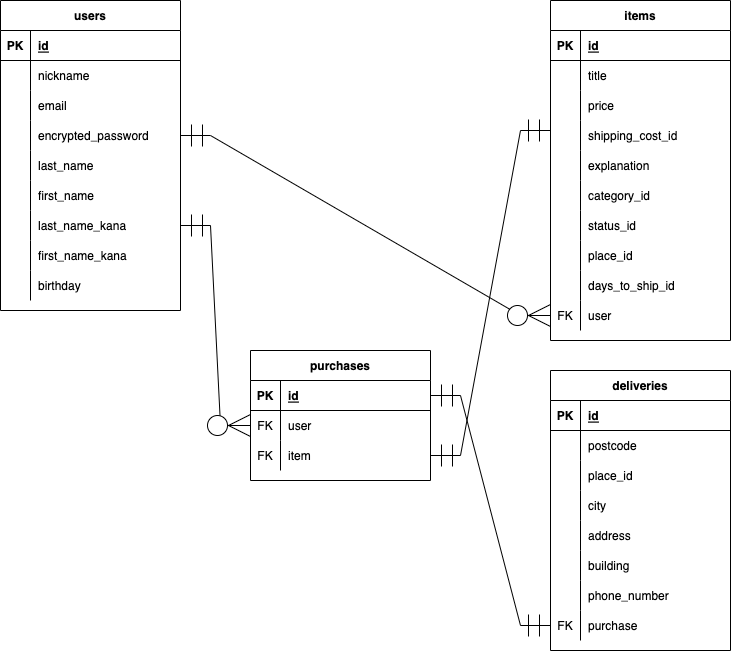 users
PK id
nickname
email
encrypted_password
last_name
first_name
last_name_kana
first_name_kana
birthday
items
PK id
title
price
shipping_cost_id
explanation
category_id
status_id
place_id
days_to_ship_id
FK user
purchases
PK id
FK user
FK item
deliveries
PK id
postcode
place_id
city
address
building
phone_number
FK purchase